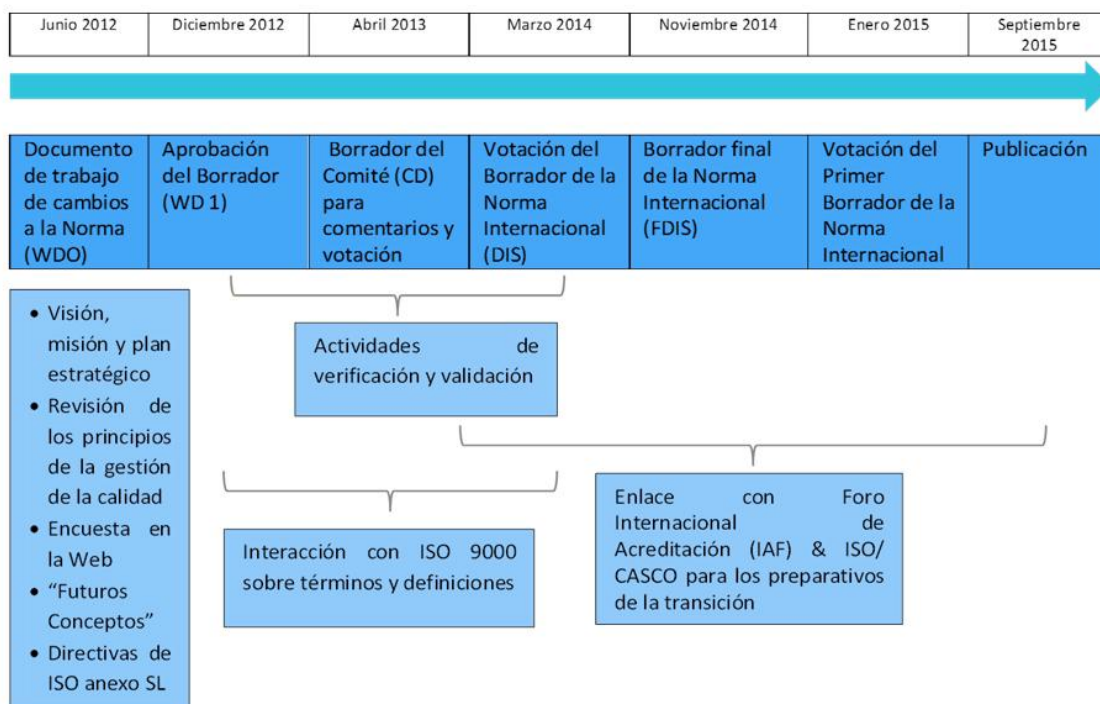 Junio 2012
Diciembre 2012
Abril 2013
Marzo 2014
Noviembre 2014
Enero 2015
Septiembre
2015
Documento
de trabajo
de cambios
a la Norma
(WDO)
Aprobación
del Borrador
(WD 1)
Borrador del
Comité (CD)
para
comentarios y
votación
Votación del
Borrador de la
Norma
Internacional
(DIS)
Borrador final
de la Norma
Internacional
(FDIS)
Votación del
Primer
Borrador de la
Norma
Internacional
Publicación
• Visión,
misión y plan
estratégico
• Revisión de
los principios
de la gestión
de la calidad
• Encuesta en
la Web
• “Futuros
Conceptos”
• Directivas de
ISO anexo SL
Actividades de
verificación y validación
Interacción con ISO 9000
sobre términos y definiciones
Enlace con Foro
Internacional de
Acreditación (IAF) & ISO/
CASCO para los preparativos
de la transición